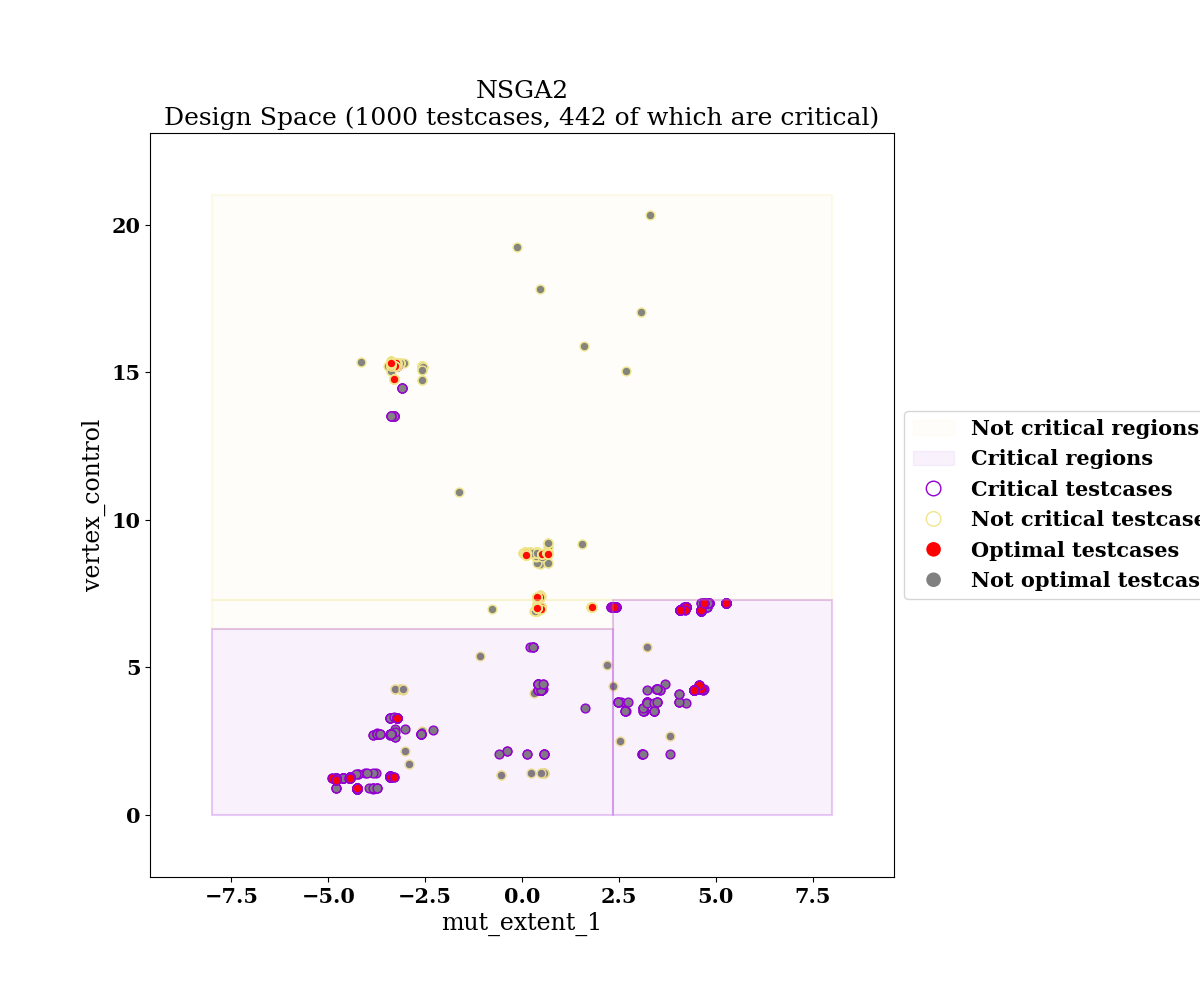 NSGA2
Design Space (1000 testcases, 442 of which are critical)
20
15
10
5
0
vertex_control
−7.5 −5.0 −2.5 0.0 2.5 5.0 7.5
mut_extent_1
Not critical regions
Critical regions
Critical testcases
Not critical testcase
Optimal testcases
Not optimal testcas